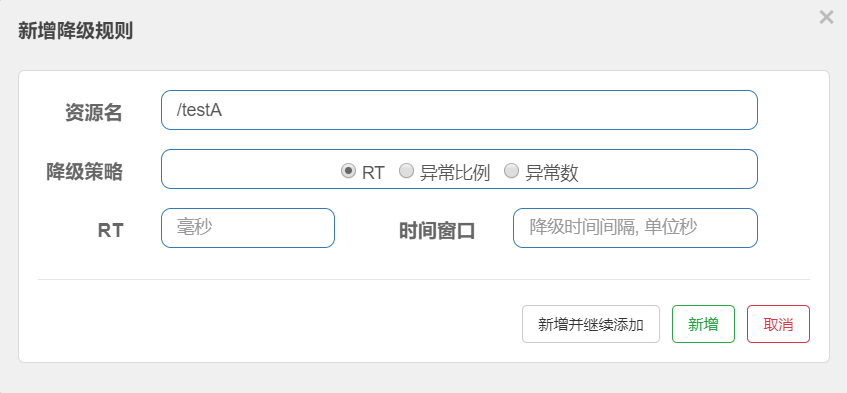 新增降级规则
×
资源名 /testA
降级策略 RT 异常比例 异常数
RT 毫秒 时间窗口 降级时间间隔, 单位秒
新增并继续添加 新增 取消